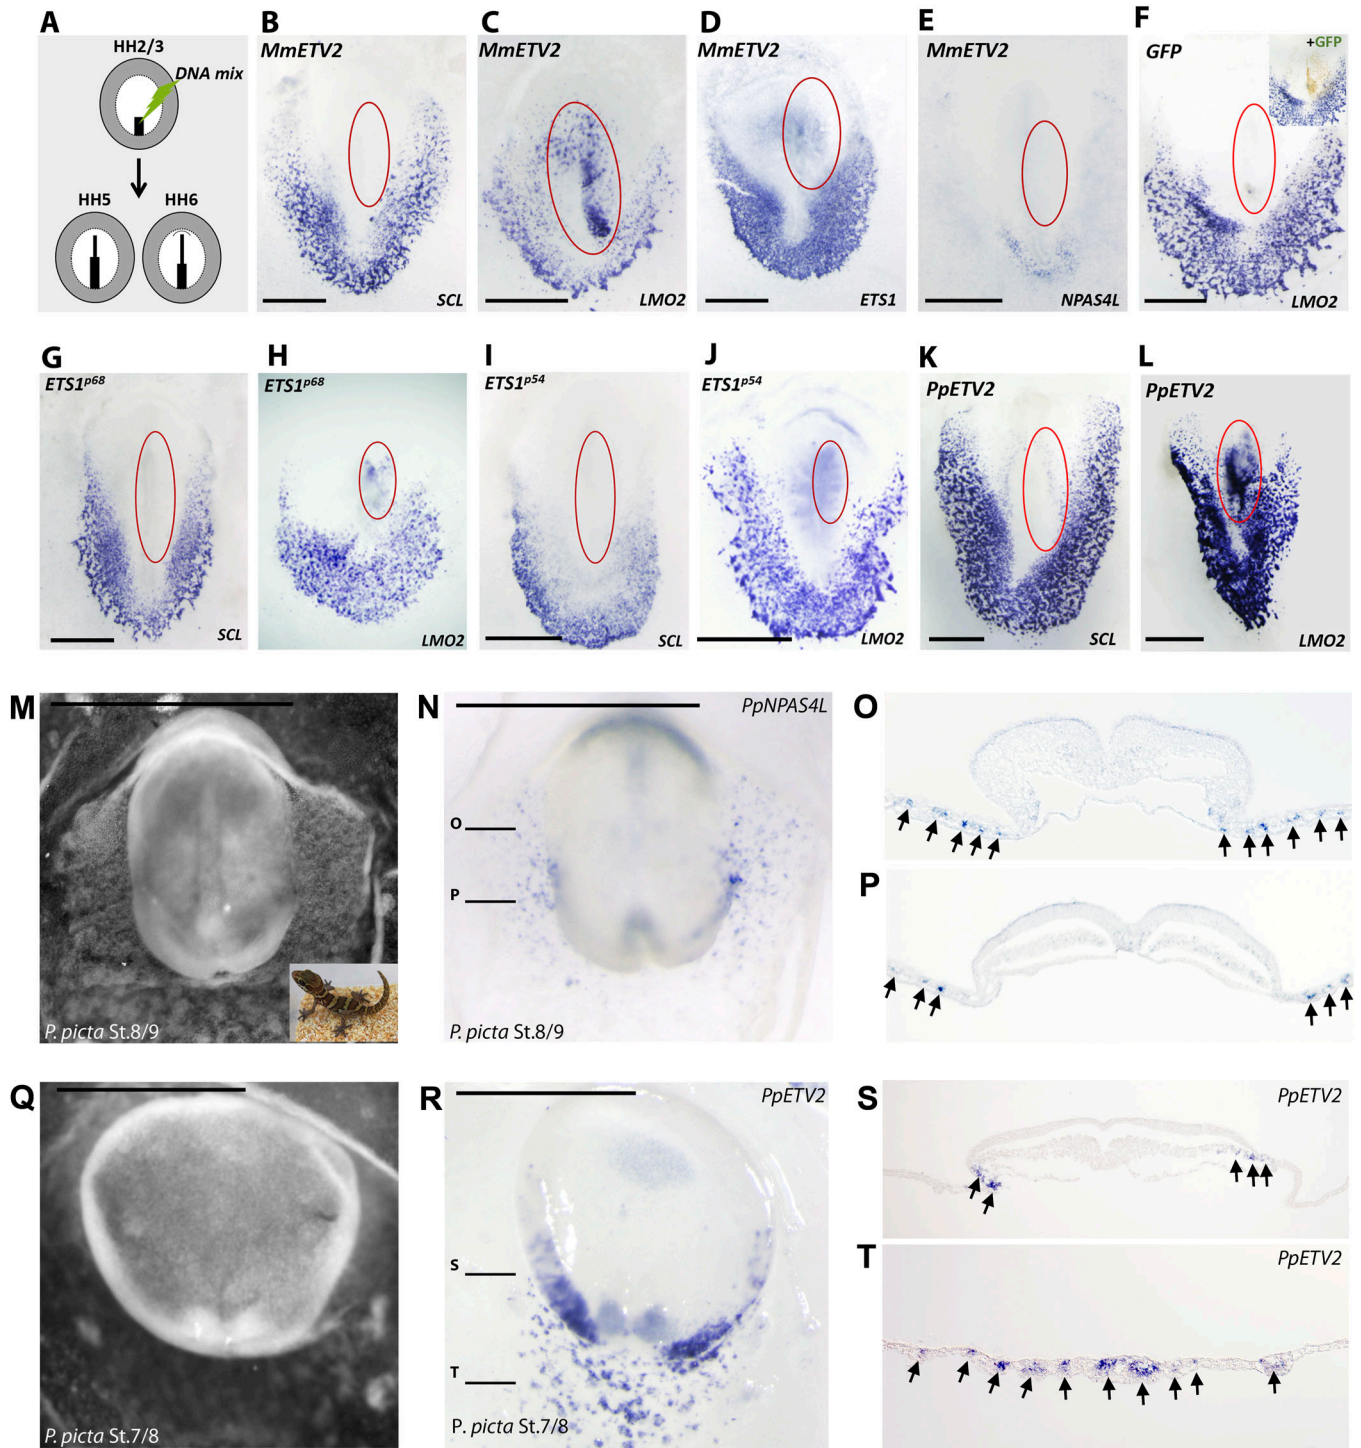 A
HH2/3
DNA mix
HH5
HH6
B
MmETV2
SCL
C
MmETV2
LMO2
D
MmETV2
ETS1
E
MmETV2
NPAS4L
F
GFP
+GFP
LMO2
G
ETS1p68
SCL
H
ETS1p68
LMO2
I
ETS1p54
SCL
J
ETS1p54
LMO2
K
PpETV2
SCL
L
PpETV2
LMO2
M
P. picta St.8/9
N
PpNPAS4L
O
P
P. picta St.8/9
O
P
Q
P. picta St.7/8
R
PpETV2
S
T
P. picta St.7/8
S
PpETV2
T
PpETV2